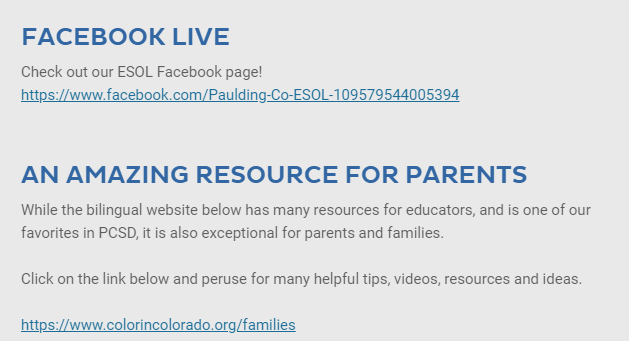 FACEBOOK LIVE
Check out our ESOL Facebook page!
https://www.facebook.com/Paulding-Co-ESOL-109579544005394
AN AMAZING RESOURCE FOR PARENTS
While the bilingual website below has many resources for educators, and is one of our
favorites in PCSD, it is also exceptional for parents and families.
Click on the link below and peruse for many helpful tips, videos, resources and ideas.
https://www.colorincolorado.org/families